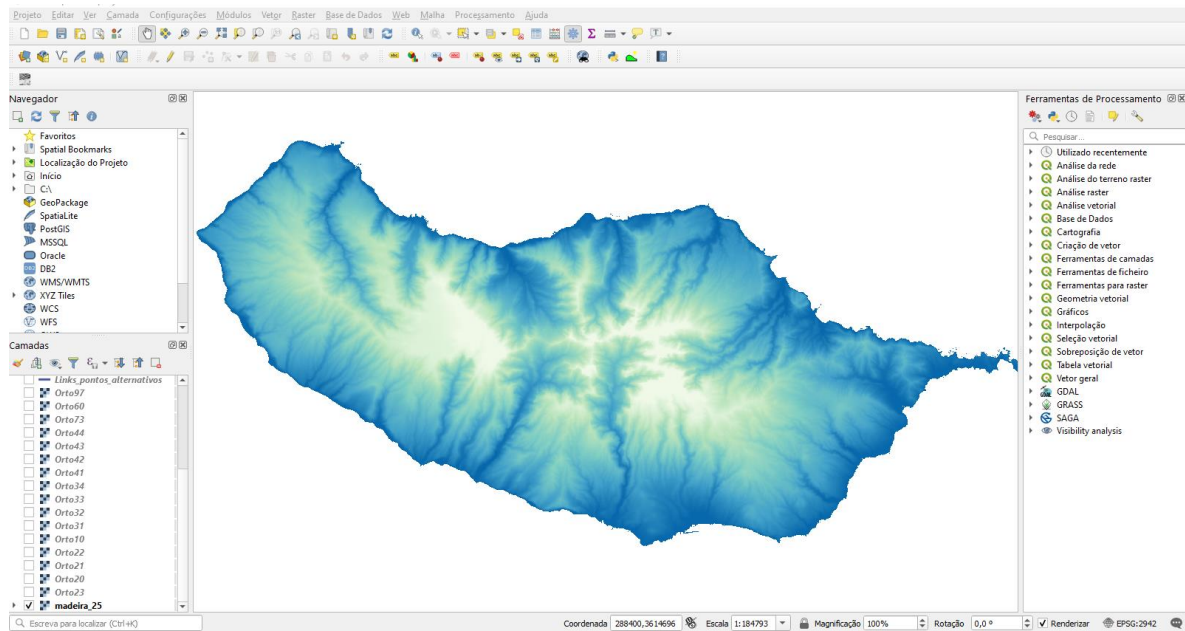 Projeto Editar Ver Camada Configurações Módulos Vetor Raster Base de Dados Web Malha Processamento Ajuda
Navegador
Favoritos
Spatial Bookmarks
Localização do Projeto
Início
C:\
GeoPackage
SpatiaLite
PostGIS
MSSQL
Oracle
DB2
WMS/WMTS
XYZ Tiles
WCS
WFS
Camadas
Links_pontos_alternativos
Orto97
Orto60
Orto73
Orto44
Orto43
Orto42
Orto41
Orto34
Orto33
Orto32
Orto31
Orto10
Orto22
Orto21
Orto20
Orto23
madeira_25
Ferramentas de Processamento
Pesquisar...
Utilizado recentemente
Análise da rede
Análise do terreno raster
Análise raster
Análise vetorial
Base de Dados
Cartografia
Criação de vetor
Ferramentas de camadas
Ferramentas de ficheiro
Ferramentas para raster
Geometria vetorial
Gráficos
Interpolação
Seleção vetorial
Sobreposição de vetor
Tabela vetorial
Vetor geral
GDAL
GRASS
SAGA
Visibility analysis
Escreva para localizar (Ctrl+K) Coordenada 288400,3614696 Escala 1:184793 Magnificação 100% Rotação 0,0 ° Renderizar EPSG:2942